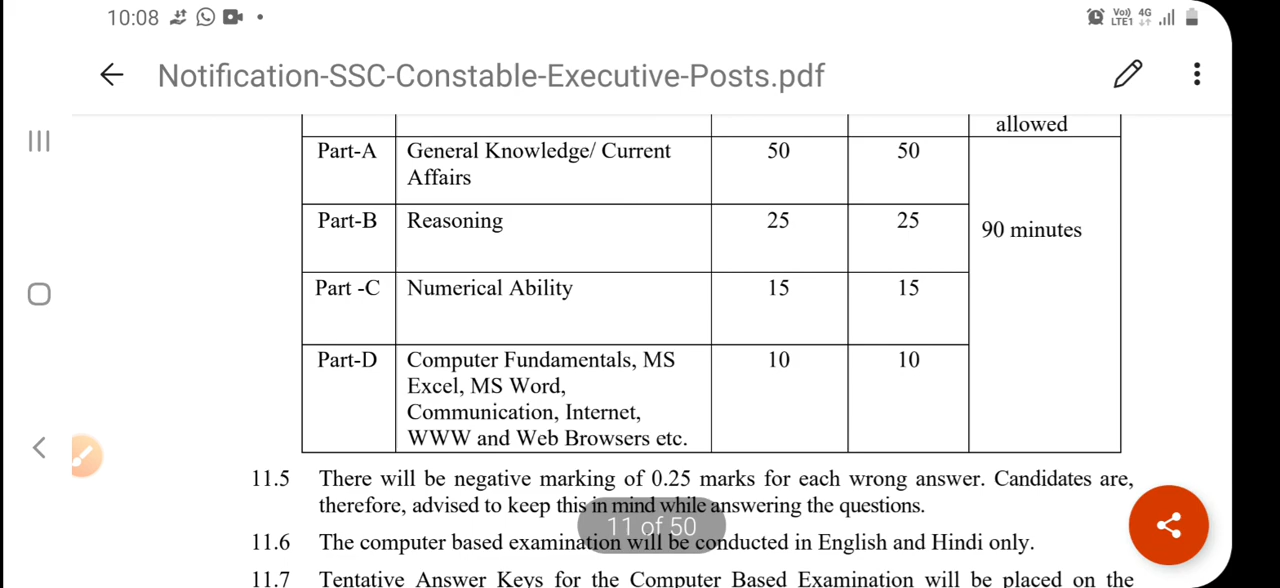 10:08
Vo)) 4G
LTE1
Notification-SSC-Constable-Executive-Posts.pdf
allowed
Part-A General Knowledge/ Current 50 50
Affairs
Part-B Reasoning 25 25 90 minutes
Part -C Numerical Ability 15 15
Part-D Computer Fundamentals, MS 10 10
Excel, MS Word,
Communication, Internet,
WWW and Web Browsers etc.
11.5 There will be negative marking of 0.25 marks for each wrong answer. Candidates are,
therefore, advised to keep this in mind while answering the questions.
11 of 50
11.6 The computer based examination will be conducted in English and Hindi only.
11.7 Tentative Answer Keys for the Computer Based Examination will be placed on the